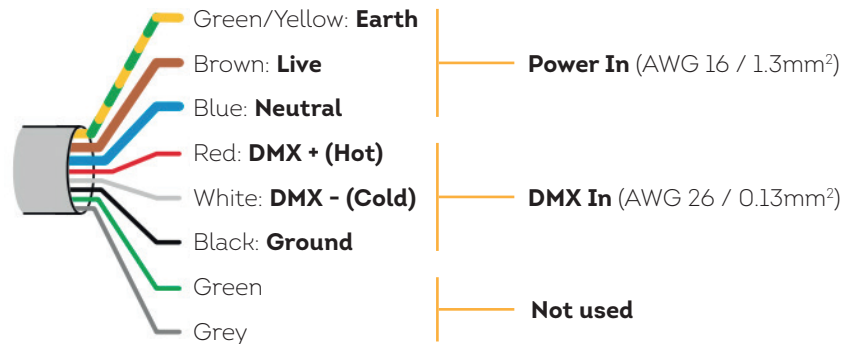 Green/Yellow: Earth
Brown: Live
Power In (AWG 16 / 1.3mm²)
Blue: Neutral
Red: DMX + (Hot)
White: DMX - (Cold)
DMX In (AWG 26 / 0.13mm²)
Black: Ground
Green
Not used
Grey